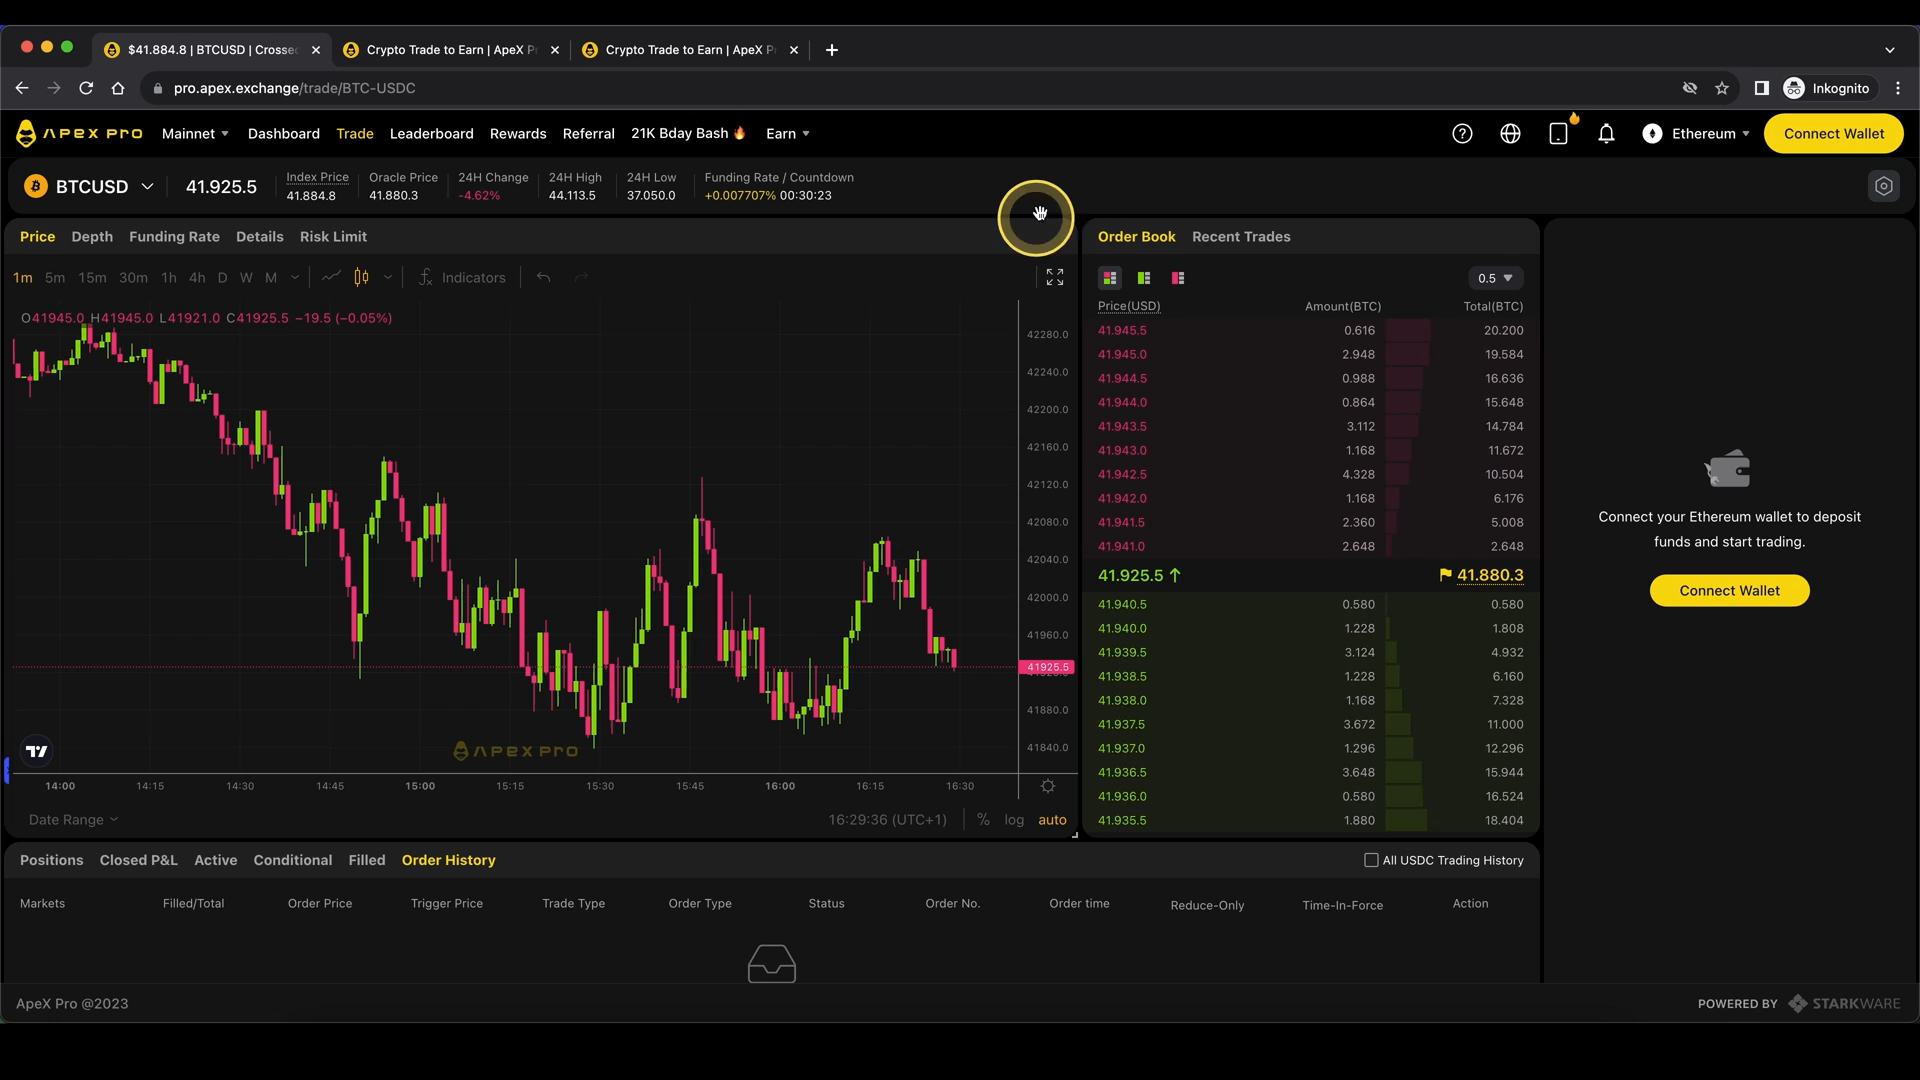 $41.884.8 | BTCUSD | Crossed
Crypto Trade to Earn | ApeX P
Crypto Trade to Earn | ApeX P
pro.apex.exchange/trade/BTC-USDC
Inkognito
APEX PRO
Mainnet
Dashboard
Trade
Leaderboard
Rewards
Referral
21K Bday Bash🔥
Earn
Ethereum
Connect Wallet
BTCUSD
41.925.5
Index Price
41.884.8
Oracle Price
41.880.3
24H Change
-4.62%
24H High
44.113.5
24H Low
37.050.0
Funding Rate / Countdown
+0.007707% 00:30:23
Price Depth Funding Rate Details Risk Limit
1m 5m 15m 30m 1h 4h D W M Indicators
O41945.0 H41945.0 L41921.0 C41925.5 −19.5 (−0.05%)
42280.0
42240.0
42200.0
42160.0
42120.0
42080.0
42040.0
42000.0
41960.0
41925.5
41880.0
41840.0
APEX PRO
14:00 14:15 14:30 14:45 15:00 15:15 15:30 15:45 16:00 16:15 16:30
Date Range
16:29:36 (UTC+1) % log auto
Order Book Recent Trades
0.5
Price(USD) Amount(BTC) Total(BTC)
41.945.5 0.616 20.200
41.945.0 2.948 19.584
41.944.5 0.988 16.636
41.944.0 0.864 15.648
41.943.5 3.112 14.784
41.943.0 1.168 11.672
41.942.5 4.328 10.504
41.942.0 1.168 6.176
41.941.5 2.360 5.008
41.941.0 2.648 2.648
41.925.5↑ 41.880.3
41.940.5 0.580 0.580
41.940.0 1.228 1.808
41.939.5 3.124 4.932
41.938.5 1.228 6.160
41.938.0 1.168 7.328
41.937.5 3.672 11.000
41.937.0 1.296 12.296
41.936.5 3.648 15.944
41.936.0 0.580 16.524
41.935.5 1.880 18.404
Connect your Ethereum wallet to deposit
funds and start trading.
Connect Wallet
Positions Closed P&L Active Conditional Filled Order History
All USDC Trading History
Markets Filled/Total Order Price Trigger Price Trade Type Order Type Status Order No. Order time Reduce-Only Time-In-Force Action
ApeX Pro @2023
POWERED BY STARKWARE